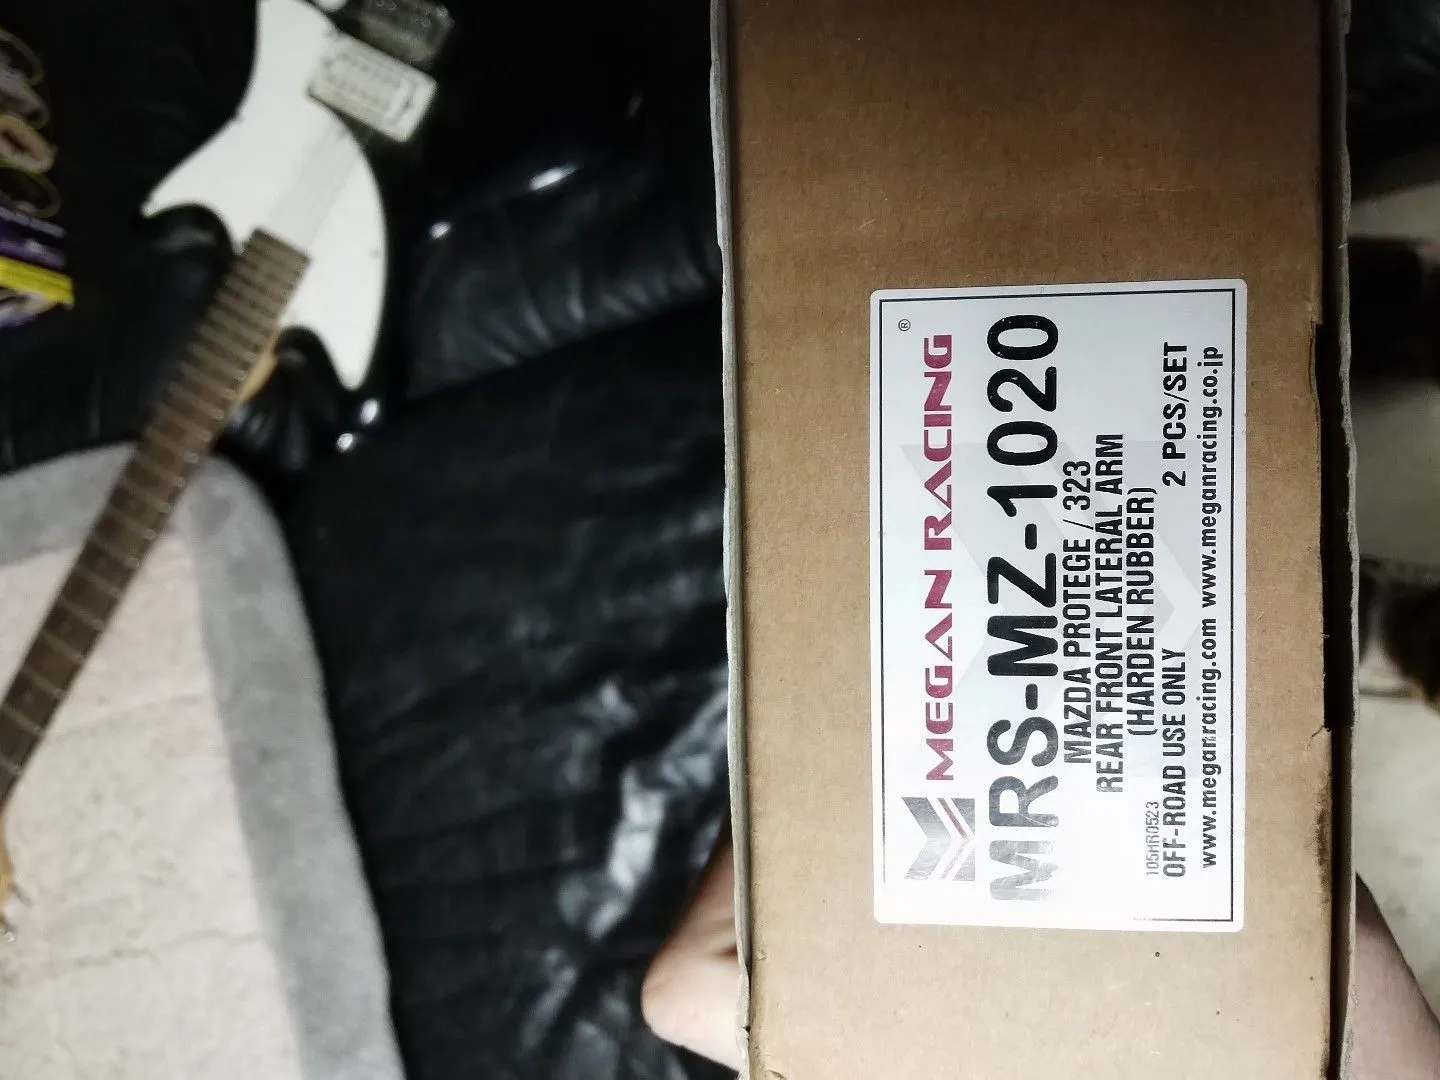 MEGAN RACING®
MRS-MZ-1020
MAZDA PROTEGE / 323
REAR FRONT LATERAL ARM
(HARDEN RUBBER)
105HR0523
OFF-ROAD USE ONLY 2 PCS/SET
www.meganracing.com www.meganracing.co.jp